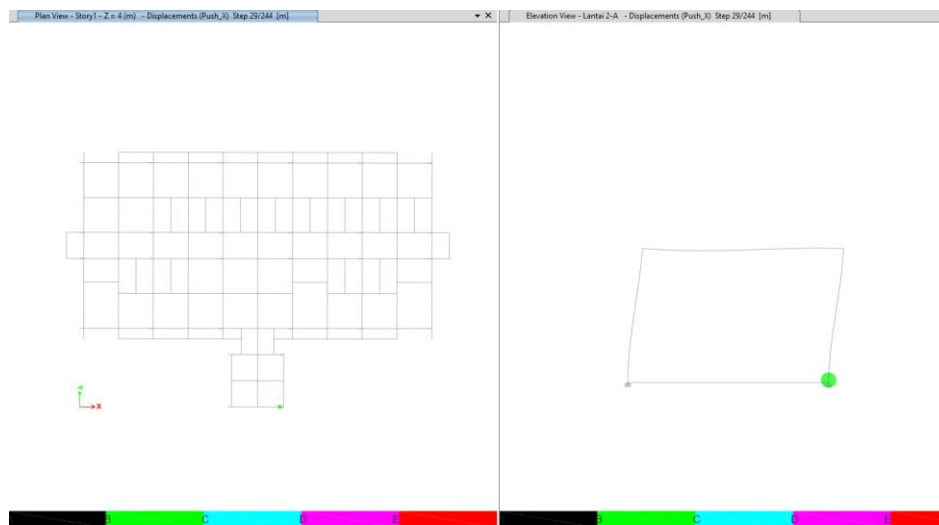 Plan View - Story1 - Z = 4 (m) - Displacements (Push_X) Step 29/244 [m]
Elevation View - Lantai 2-A - Displacements (Push_X) Step 29/244 [m]
X
B C D E
B C D E